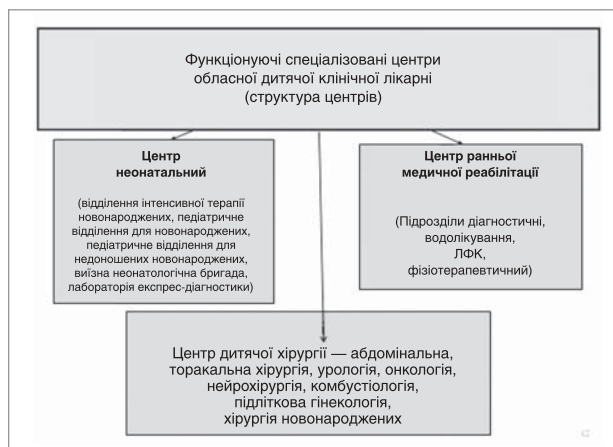 Функціонуючі спеціалізовані центри
обласної дитячої клінічної лікарні
(структура центрів)
Центр
неонатальний
(відділення інтенсивної терапії
новонароджених, педіатричне
відділення для новонароджених,
педіатричне відділення для
недоношених новонароджених,
виїзна неонатологічна бригада,
лабораторія експрес-діагностики)
Центр ранньої
медичної реабілітації
(Підрозділи діагностичні,
водолікування,
ЛФК,
фізіотерапевтичний)
Центр дитячої хірургії — абдомінальна,
торакальна хірургія, урологія, онкологія,
нейрохірургія, комбустіологія,
підліткова гінекологія,
хірургія новонароджених